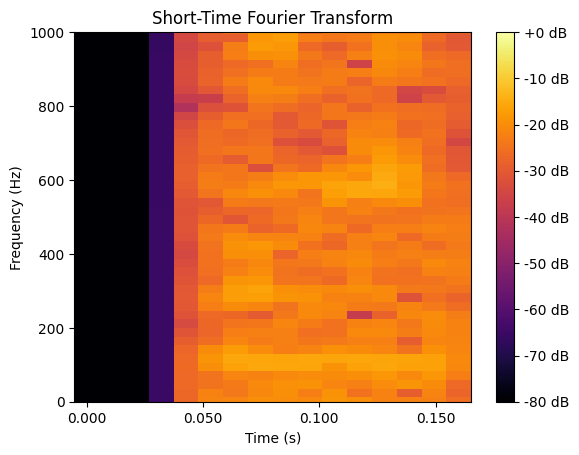 Short-Time Fourier Transform
Frequency (Hz)
1000
800
600
400
200
0
0.000
0.050
0.100
0.150
Time (s)
+0 dB
-10 dB
-20 dB
-30 dB
-40 dB
-50 dB
-60 dB
-70 dB
-80 dB